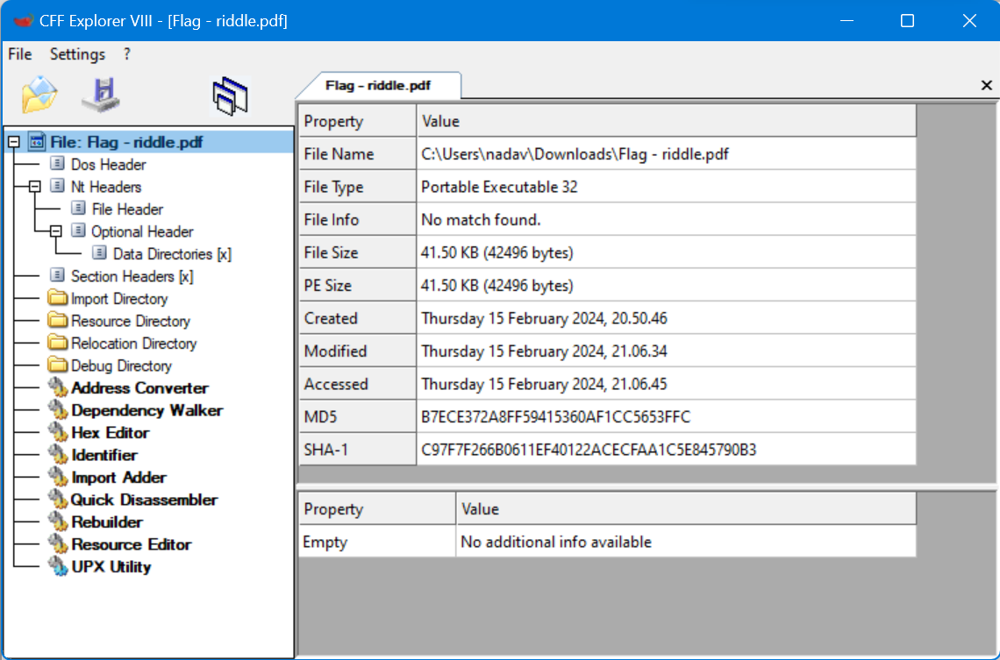 CFF Explorer VIII - [Flag - riddle.pdf]
File Settings ?
Flag - riddle.pdf
File: Flag - riddle.pdf
Dos Header
Nt Headers
File Header
Optional Header
Data Directories [x]
Section Headers [x]
Import Directory
Resource Directory
Relocation Directory
Debug Directory
Address Converter
Dependency Walker
Hex Editor
Identifier
Import Adder
Quick Disassembler
Rebuilder
Resource Editor
UPX Utility
Property Value
File Name C:\Users\nadav\Downloads\Flag - riddle.pdf
File Type Portable Executable 32
File Info No match found.
File Size 41.50 KB (42496 bytes)
PE Size 41.50 KB (42496 bytes)
Created Thursday 15 February 2024, 20.50.46
Modified Thursday 15 February 2024, 21.06.34
Accessed Thursday 15 February 2024, 21.06.45
MD5 B7ECE372A8FF59415360AF1CC5653FFC
SHA-1 C97F7F266B0611EF40122ACECFAA1C5E845790B3
Property Value
Empty No additional info available